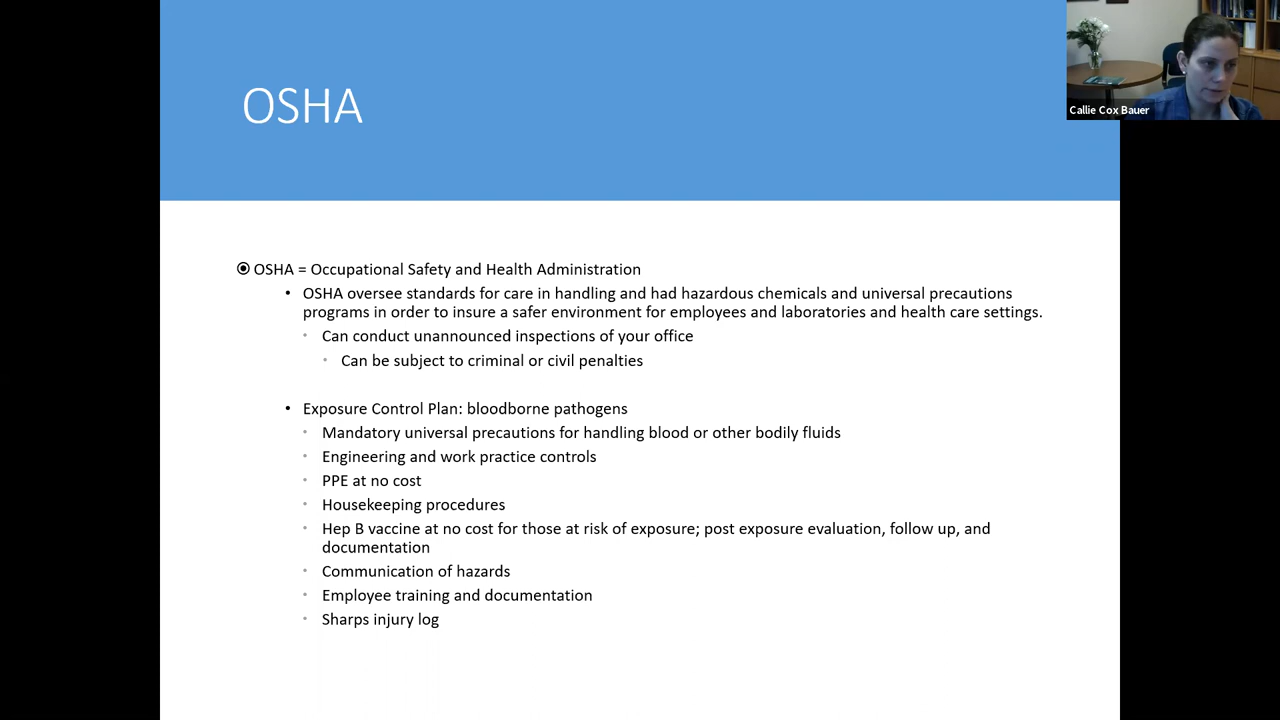 OSHA
Callie Cox Bauer
OSHA = Occupational Safety and Health Administration
OSHA oversee standards for care in handling and had hazardous chemicals and universal precautions
programs in order to insure a safer environment for employees and laboratories and health care settings.
Can conduct unannounced inspections of your office
Can be subject to criminal or civil penalties
Exposure Control Plan: bloodborne pathogens
Mandatory universal precautions for handling blood or other bodily fluids
Engineering and work practice controls
PPE at no cost
Housekeeping procedures
Hep B vaccine at no cost for those at risk of exposure; post exposure evaluation, follow up, and
documentation
Communication of hazards
Employee training and documentation
Sharps injury log